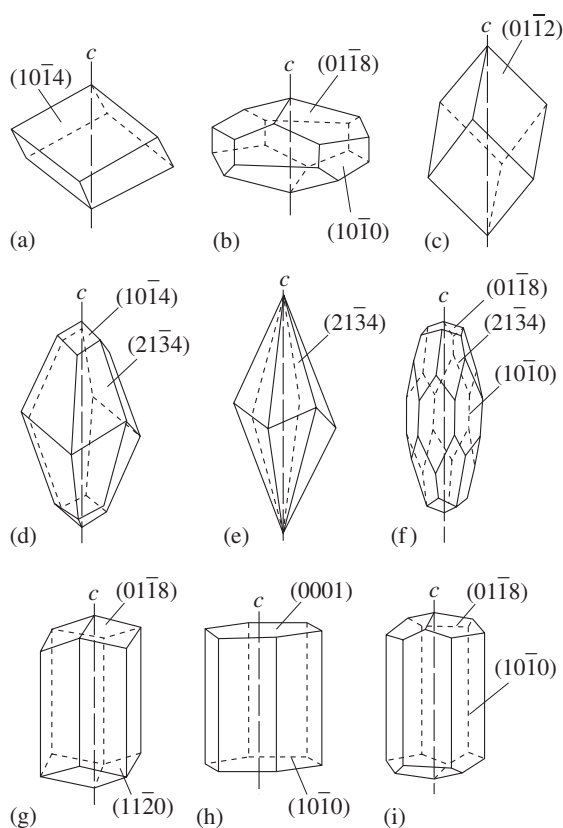 c
(101̄4)
(a)
c
(011̄8)
(101̄0)
(b)
c
(011̄2)
(c)
c
(101̄4)
(213̄4)
(d)
c
(213̄4)
(e)
c
(011̄8)
(213̄4)
(101̄0)
(f)
c
(011̄8)
(112̄0)
(g)
c
(0001)
(101̄0)
(h)
c
(011̄8)
(101̄0)
(i)